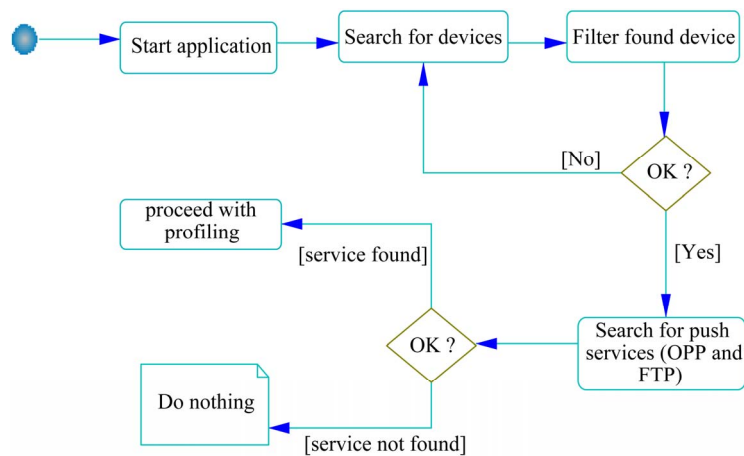 Start application
Search for devices
Filter found device
[No]
OK ?
proceed with
profiling
[service found]
[Yes]
OK ?
Search for push
services (OPP and
FTP)
Do nothing
[service not found]